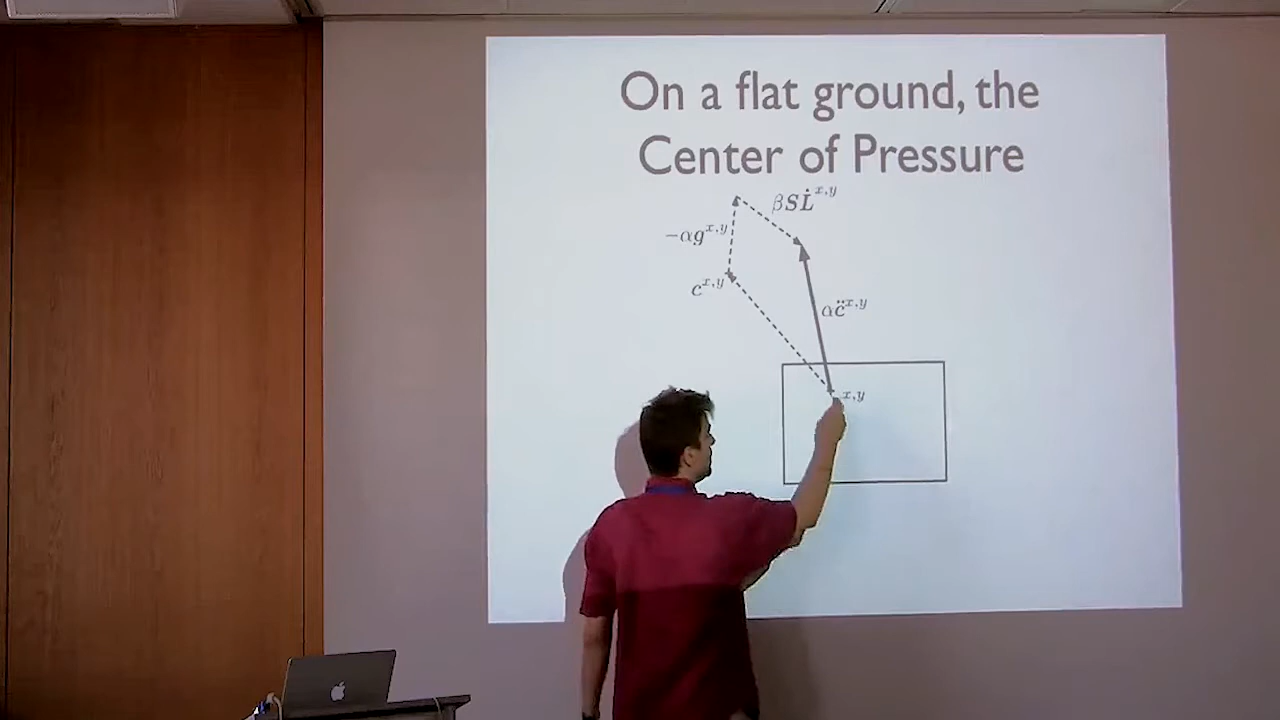 On a flat ground, the
Center of Pressure
βSL̇^{x,y}
−αg^{x,y}
c^{x,y}
αc̈^{x,y}
x,y